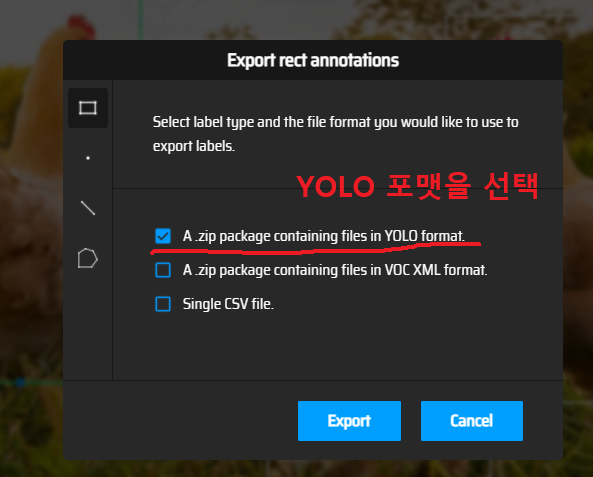 Export rect annotations
Select label type and the file format you would like to use to
export labels.
YOLO 포맷을 선택
A .zip package containing files in YOLO format.
A .zip package containing files in VOC XML format.
Single CSV file.
Export
Cancel